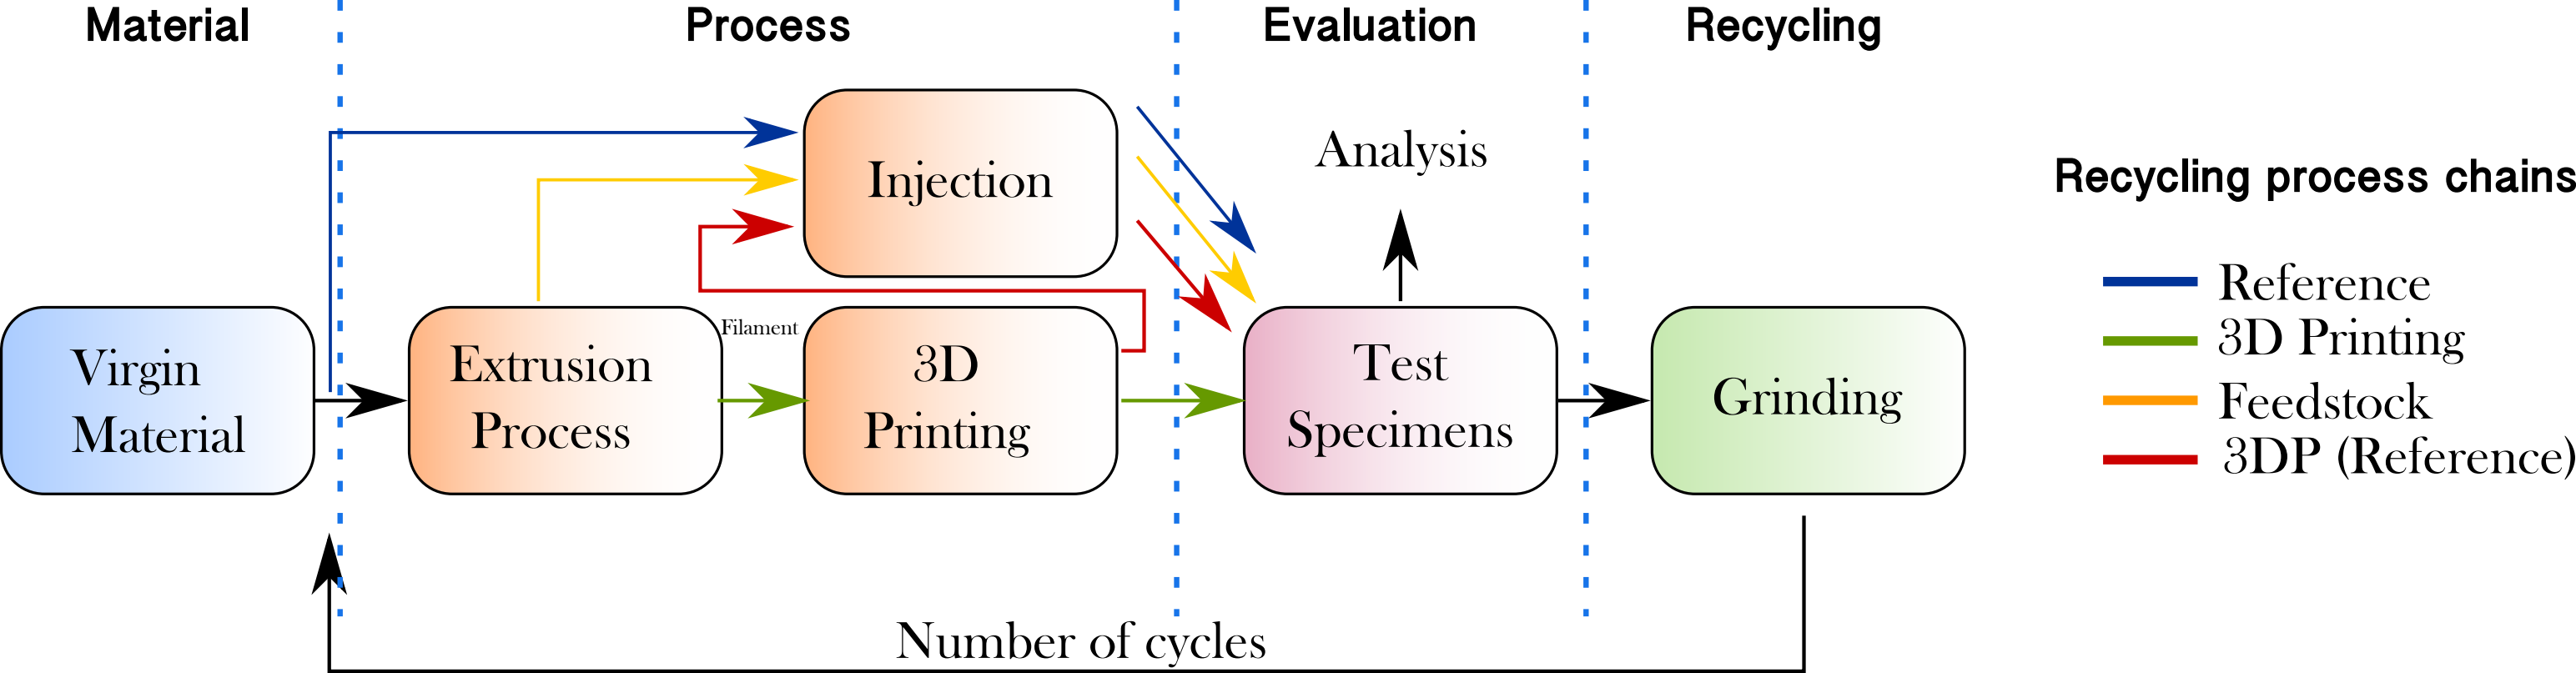 Material
Process
Evaluation
Recycling
Injection
Analysis
Recycling process chains
Virgin
Material
Extrusion
Process
Filament
3D
Printing
Test
Specimens
Grinding
Reference
3D Printing
Feedstock
3DP (Reference)
Number of cycles